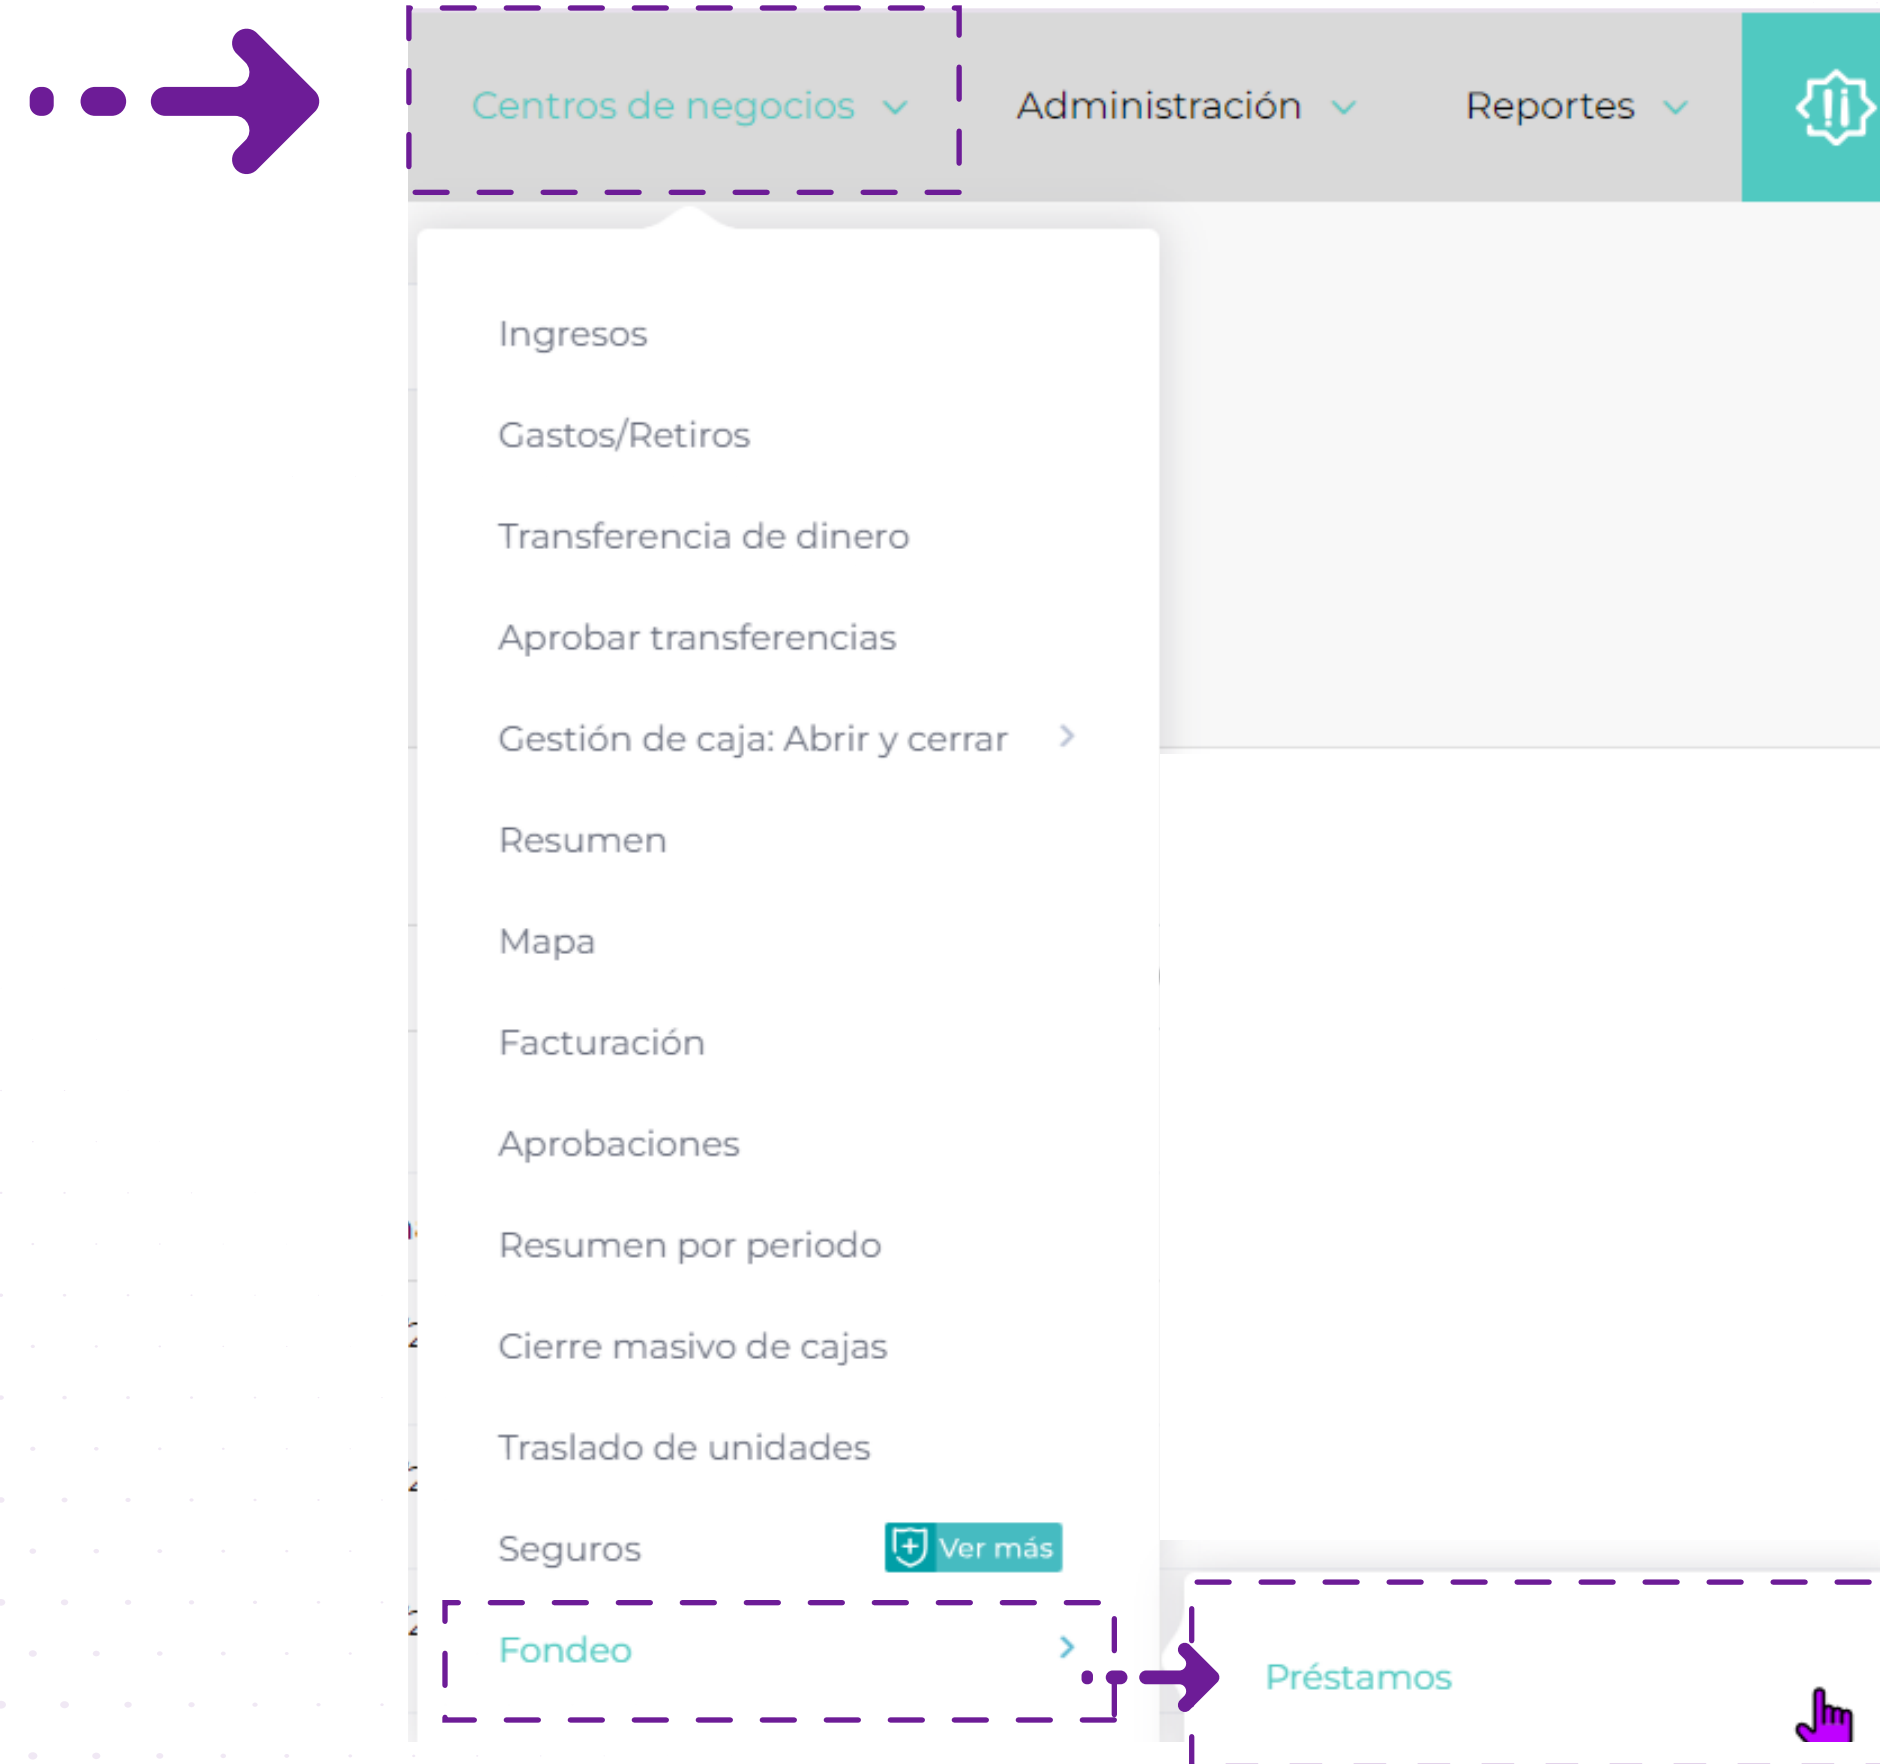 Centros de negocios
Administración
Reportes
Ingresos
Gastos/Retiros
Transferencia de dinero
Aprobar transferencias
Gestión de caja: Abrir y cerrar
Resumen
Mapa
Facturación
Aprobaciones
Resumen por periodo
Cierre masivo de cajas
Traslado de unidades
Seguros
Ver más
Fondeo
Préstamos